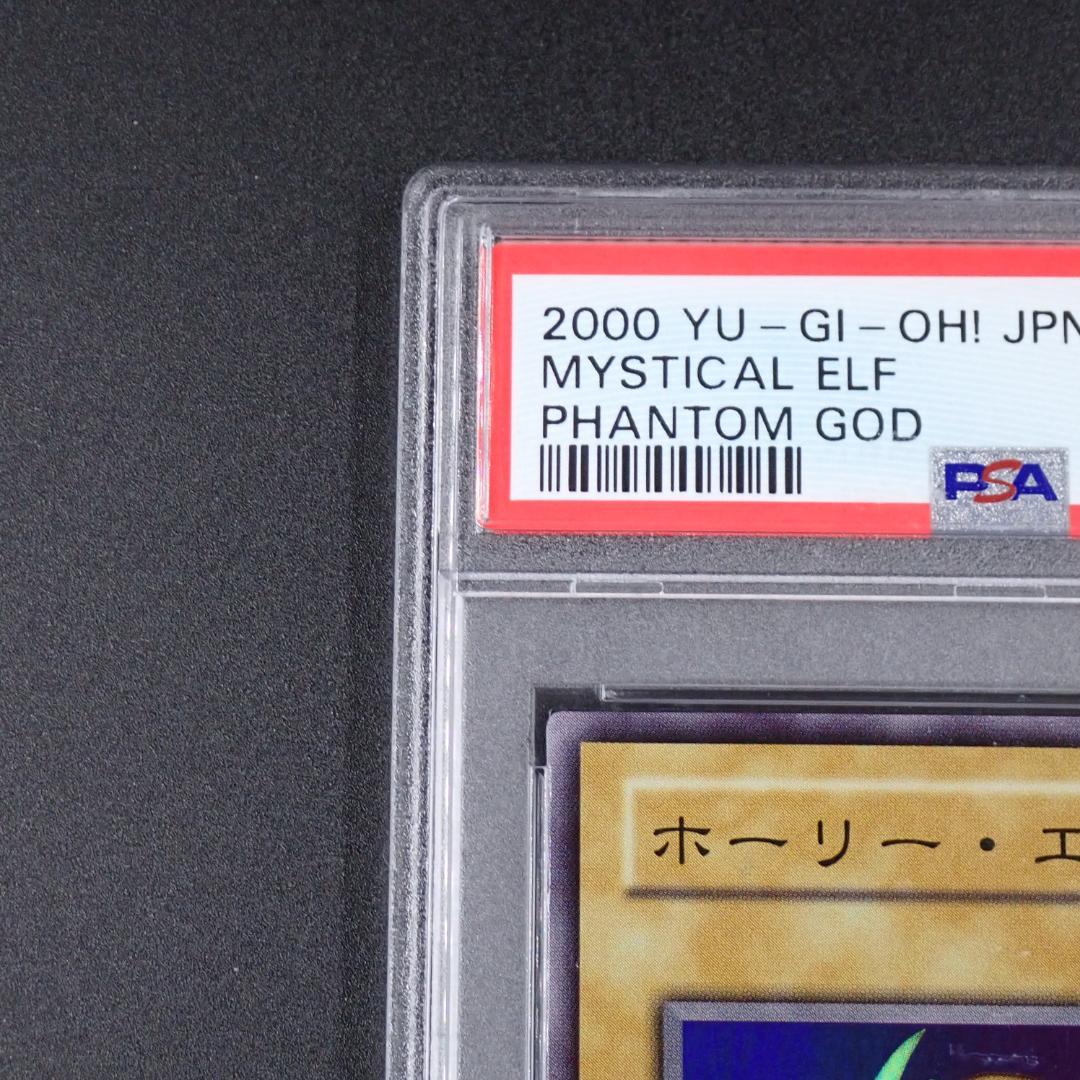 2000 YU-GI-OH! JPN
MYSTICAL ELF
PHANTOM GOD
PSA
ホーリー・エ